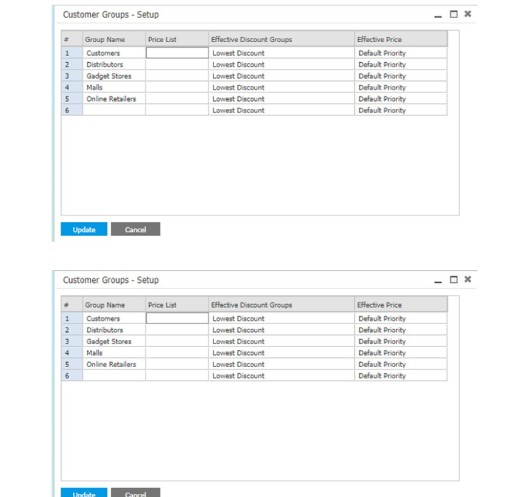 Customer Groups - Setup
# Group Name Price List Effective Discount Groups Effective Price
1 Customers Lowest Discount Default Priority
2 Distributors Lowest Discount Default Priority
3 Gadget Stores Lowest Discount Default Priority
4 Malls Lowest Discount Default Priority
5 Online Retailers Lowest Discount Default Priority
6 Lowest Discount Default Priority
Update Cancel
Customer Groups - Setup
# Group Name Price List Effective Discount Groups Effective Price
1 Customers Lowest Discount Default Priority
2 Distributors Lowest Discount Default Priority
3 Gadget Stores Lowest Discount Default Priority
4 Malls Lowest Discount Default Priority
5 Online Retailers Lowest Discount Default Priority
6 Lowest Discount Default Priority
Update Cancel